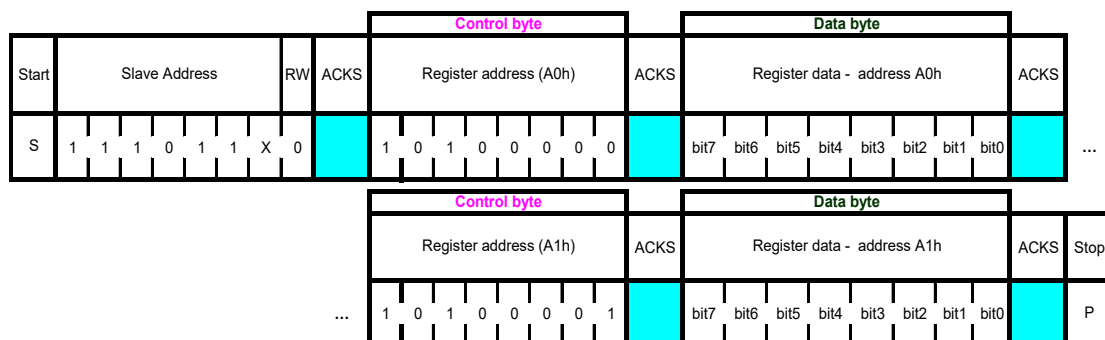 Control byte Data byte
Start Slave Address RW ACKS Register address (A0h) ACKS Register data - address A0h ACKS
S 1 1 1 0 1 1 X 0 1 0 1 0 0 0 0 0 bit7 bit6 bit5 bit4 bit3 bit2 bit1 bit0 ...
Control byte Data byte
Register address (A1h) ACKS Register data - address A1h ACKS Stop
... 1 0 1 0 0 0 0 1 bit7 bit6 bit5 bit4 bit3 bit2 bit1 bit0 P